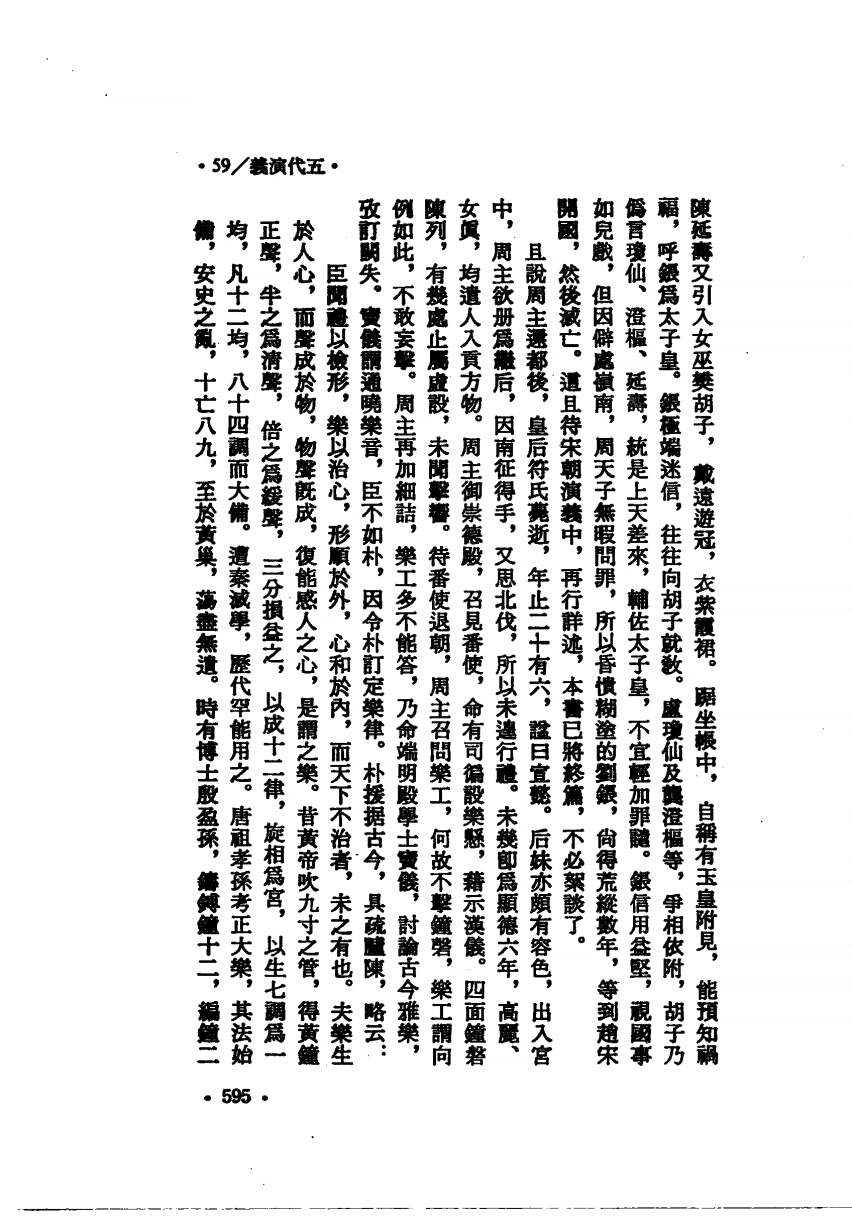 •59／義演代五•
陳延壽又引入女巫樊胡子，戴遠遊冠，衣紫霞裙。踞坐帳中，自稱有玉皇附見，能預知禍
福，呼鋹爲太子皇。鋹極端迷信，往往向胡子就敎。盧瓊仙及龔澄樞等，爭相依附，胡子乃
僞言瓊仙、澄樞、延壽，統是上天差來，輔佐太子皇，不宜輕加罪譴。鋹信用益堅，視國事
如兒戲，但因僻處嶺南，周天子無暇問罪，所以昏憒糊塗的劉鋹，尙得荒縱數年，等到趙宋
開國，然後滅亡。這且待宋朝演義中，再行詳述，本書已將終篇，不必絮談了。
且說周主還都後，皇后符氏薨逝，年止二十有六，諡曰宣懿。后妹亦頗有容色，出入宮
中，周主欲册爲繼后，因南征得手，又思北伐，所以未遑行禮。未幾卽爲顯德六年，高麗、
女眞，均遣人入貢方物。周主御崇德殿，召見番使，命有司徧設樂懸，藉示漢儀。四面鐘磬
陳列，有幾處止屬虛設，未聞擊響。待番使退朝，周主召問樂工，何故不擊鐘磬，樂工謂向
例如此，不敢妄擊。周主再加細詰，樂工多不能答，乃命端明殿學士竇儀，討論古今雅樂，
攷訂闕失。竇儀謂通曉樂音，臣不如朴，因令朴訂定樂律。朴援据古今，具疏臚陳，略云：
臣聞禮以檢形，樂以治心，形順於外，心和於內，而天下不治者，未之有也。夫樂生
於人心，而聲成於物，物聲旣成，復能感人之心，是謂之樂。昔黃帝吹九寸之管，得黃鐘
正聲，半之爲清聲，倍之爲緩聲，三分損益之，以成十二律，旋相爲宮，以生七調爲一
均，凡十二均，八十四調而大備。遭秦滅學，歷代罕能用之。唐祖孝孫考正大樂，其法始
備，安史之亂，十亡八九，至於黃巢，蕩盡無遺。時有博士殷盈孫，鑄鎛鐘十二，編鐘二
•595•